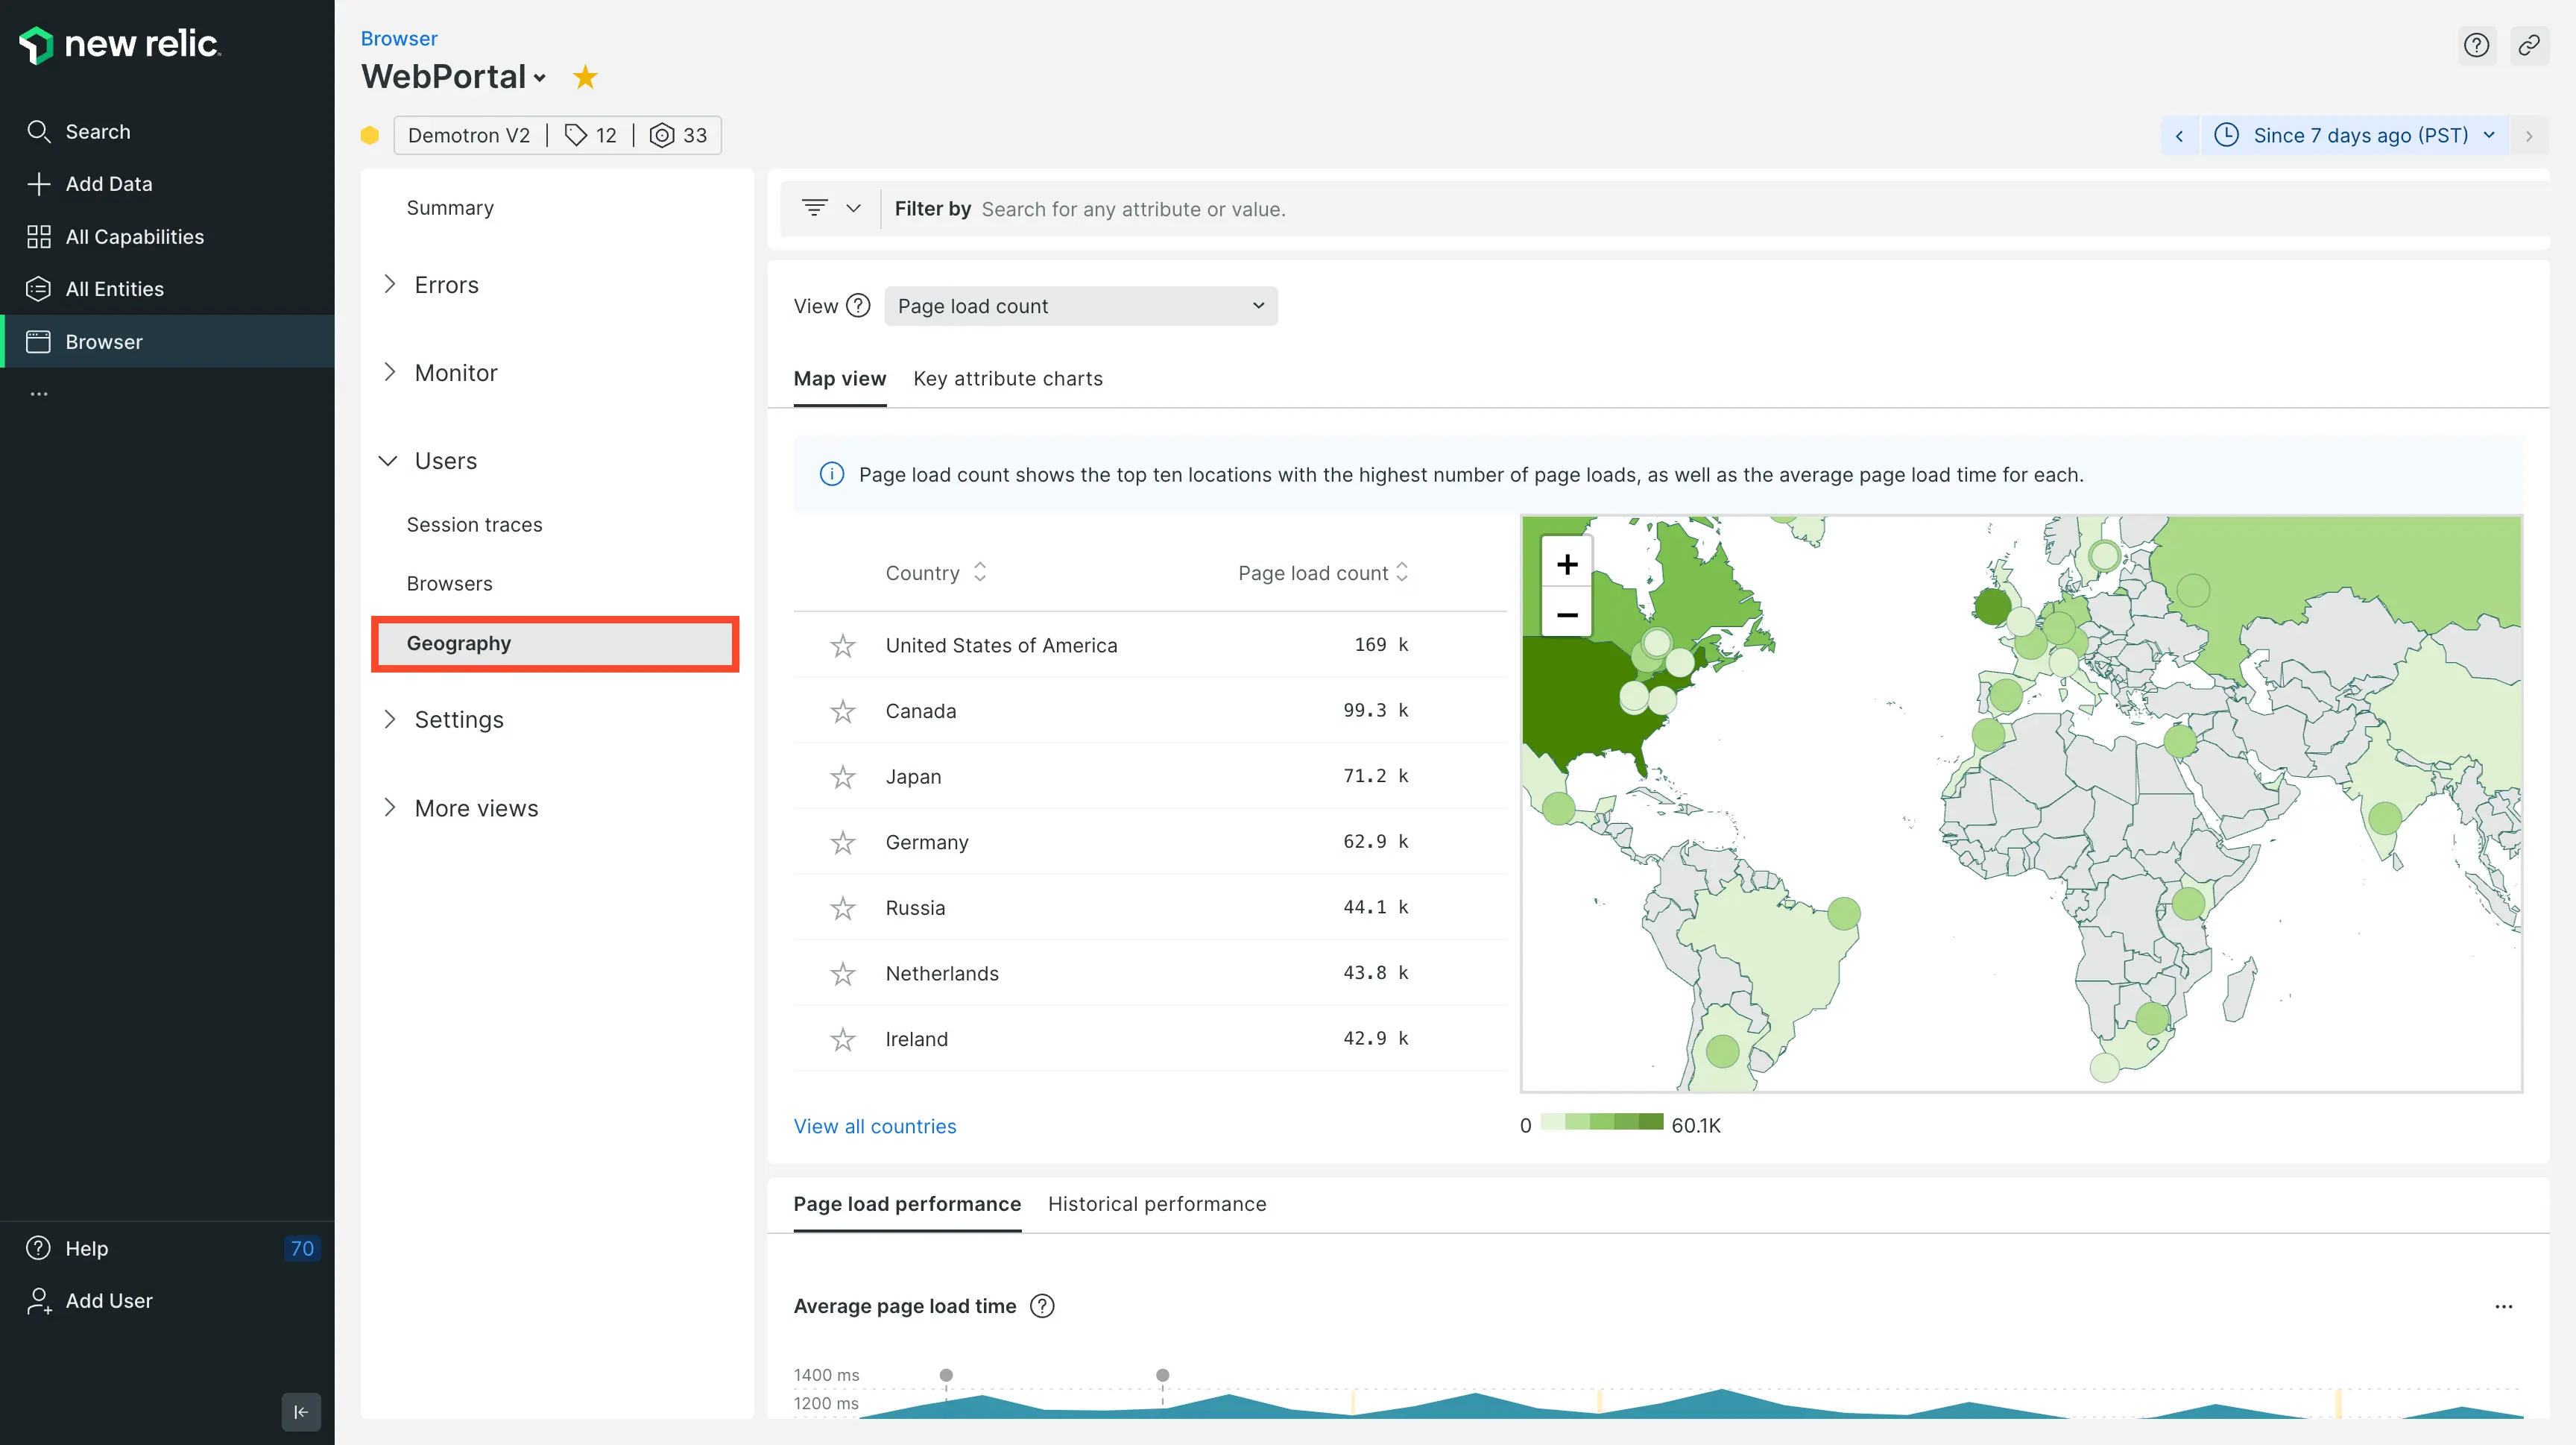 new relic
Search
Add Data
All Capabilities
All Entities
Browser
...
Help 70
Add User
Browser
WebPortal
Demotron V2 | 12 | 33
Since 7 days ago (PST)
Summary
Errors
Monitor
Users
Session traces
Browsers
Geography
Settings
More views
Filter by Search for any attribute or value.
View ? Page load count
Map view Key attribute charts
Page load count shows the top ten locations with the highest number of page loads, as well as the average page load time for each.
Country Page load count
United States of America 169 k
Canada 99.3 k
Japan 71.2 k
Germany 62.9 k
Russia 44.1 k
Netherlands 43.8 k
Ireland 42.9 k
View all countries
+
−
0 60.1K
Page load performance Historical performance
Average page load time ?
...
1400 ms
1200 ms